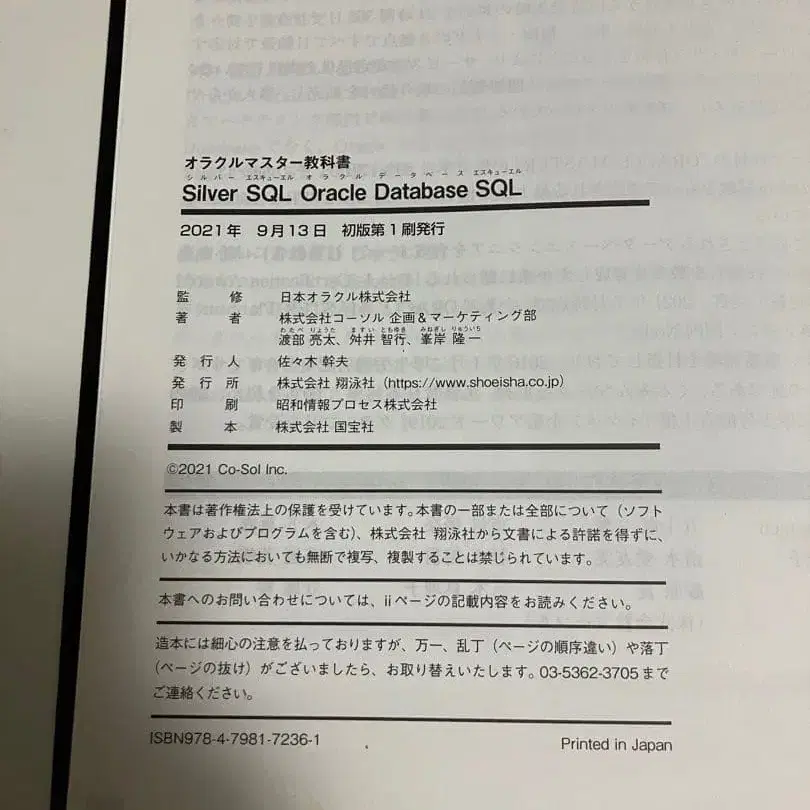 オラクルマスター教科書
シルバー エスキューエル オラクル データベース エスキューエル
Silver SQL Oracle Database SQL
2021年 9月13日 初版第1刷発行
監修 日本オラクル株式会社
著者 株式会社コーソル 企画&マーケティング部
わたべ りょうた ますい ともゆき みねぎし りゅういち
渡部 亮太、舛井 智行、峯岸 隆一
発行人 佐々木 幹夫
発行所 株式会社 翔泳社（https://www.shoeisha.co.jp）
印刷 昭和情報プロセス株式会社
製本 株式会社 国宝社
©2021 Co-Sol Inc.
本書は著作権法上の保護を受けています。本書の一部または全部について（ソフト
ウェアおよびプログラムを含む）、株式会社 翔泳社から文書による許諾を得ずに、
いかなる方法においても無断で複写、複製することは禁じられています。
本書へのお問い合わせについては、iiページの記載内容をお読みください。
造本には細心の注意を払っておりますが、万一、乱丁（ページの順序違い）や落丁
（ページの抜け）がございましたら、お取り替えいたします。03-5362-3705まで
ご連絡ください。
ISBN978-4-7981-7236-1
Printed in Japan